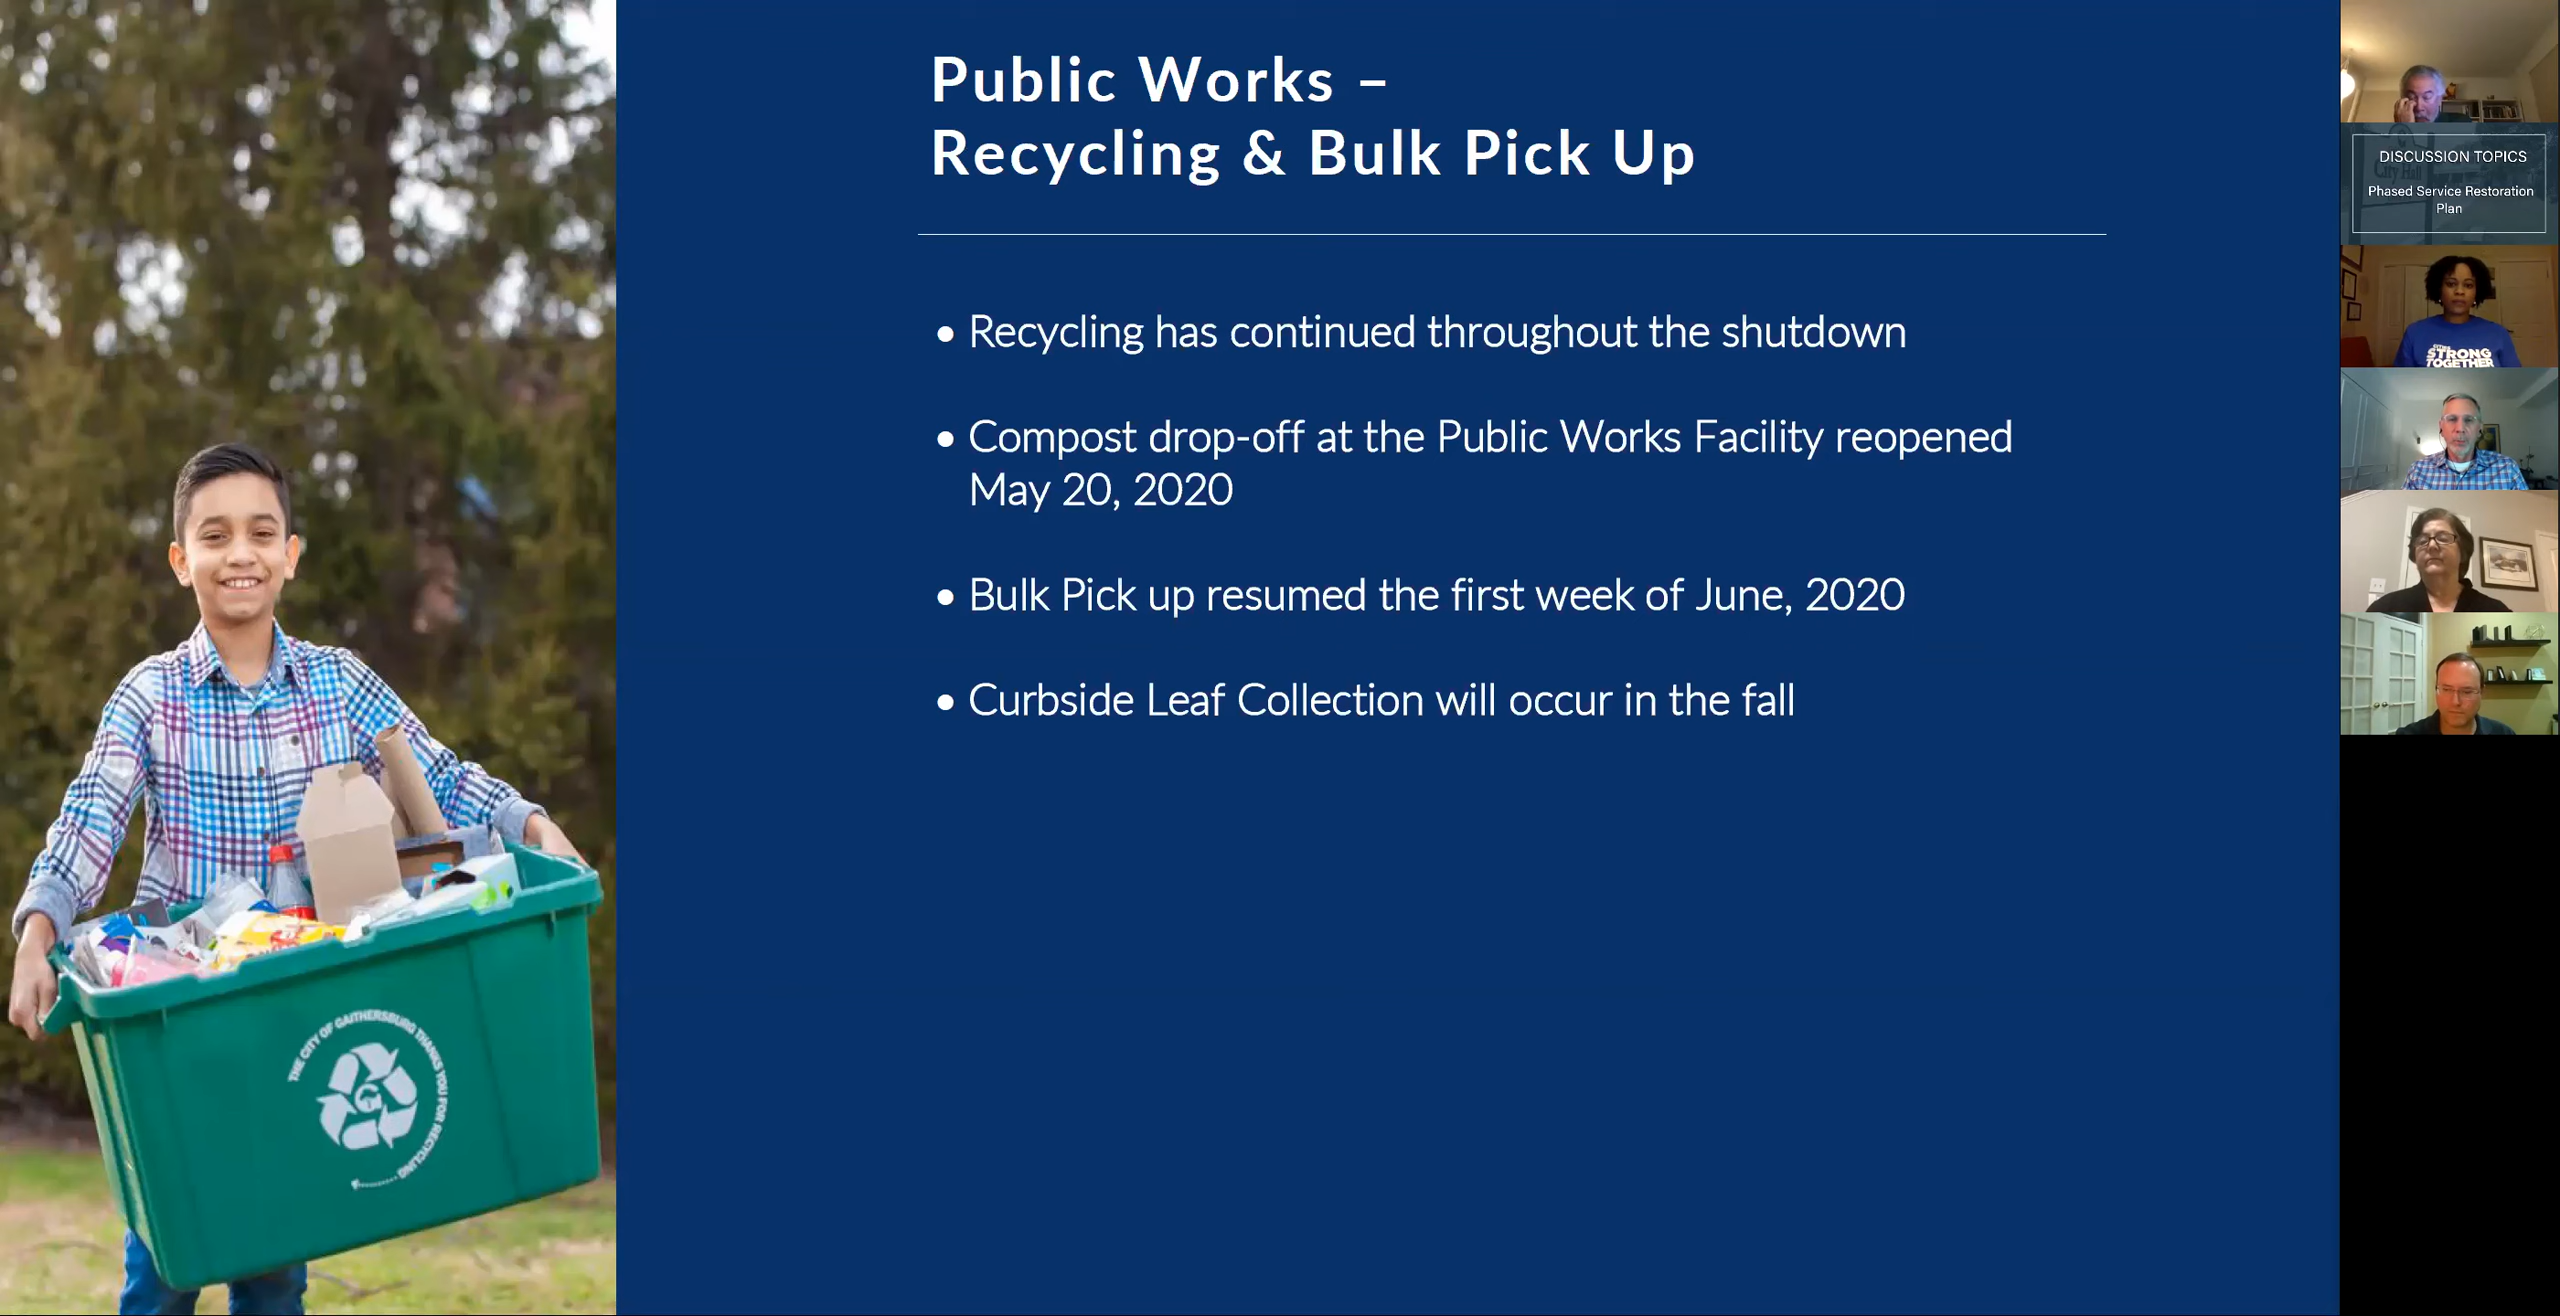 Public Works –
Recycling & Bulk Pick Up
• Recycling has continued throughout the shutdown
• Compost drop-off at the Public Works Facility reopened
May 20, 2020
• Bulk Pick up resumed the first week of June, 2020
• Curbside Leaf Collection will occur in the fall
THE CITY OF GAITHERSBURG THANKS YOU FOR RECYCLING
DISCUSSION TOPICS
City Hall
Phased Service Restoration
Plan
STRONG
TOGETHER